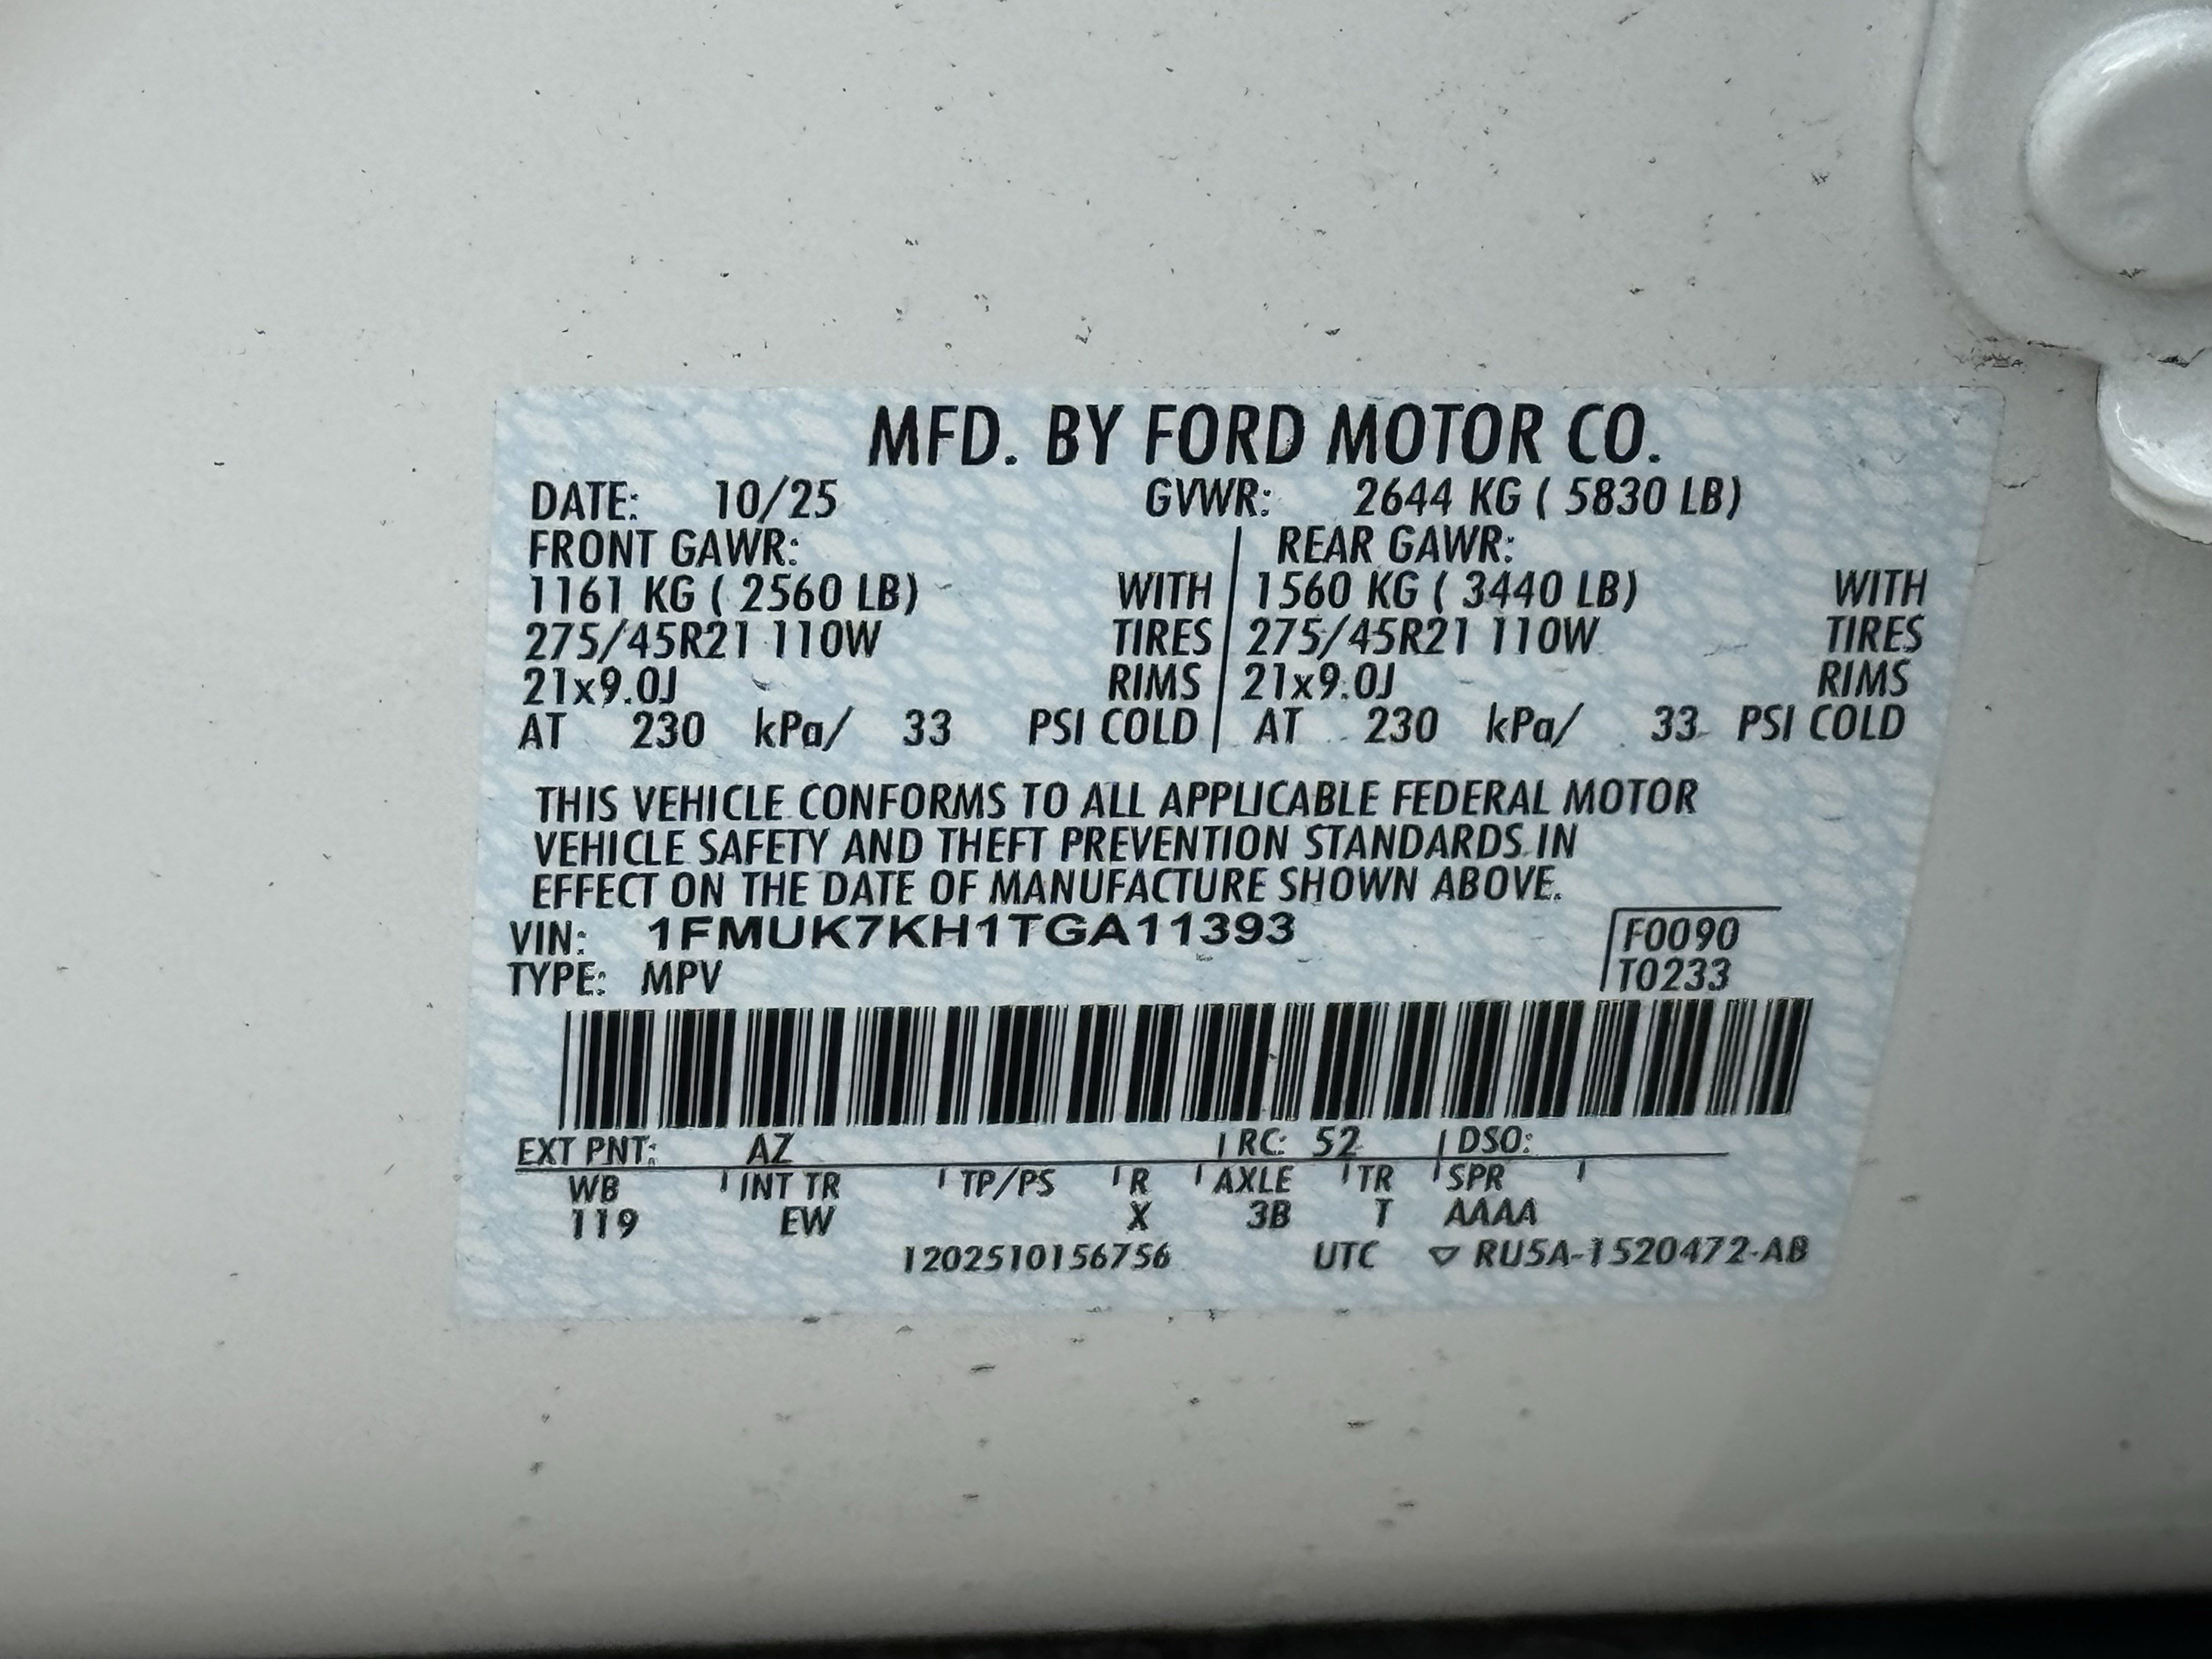 MFD. BY FORD MOTOR CO.
DATE: 10/25 GVWR: 2644 KG ( 5830 LB)
FRONT GAWR: REAR GAWR:
1161 KG ( 2560 LB) WITH 1560 KG ( 3440 LB) WITH
275/45R21 110W TIRES 275/45R21 110W TIRES
21x9.0J RIMS 21x9.0J RIMS
AT 230 kPa/ 33 PSI COLD AT 230 kPa/ 33 PSI COLD
THIS VEHICLE CONFORMS TO ALL APPLICABLE FEDERAL MOTOR
VEHICLE SAFETY AND THEFT PREVENTION STANDARDS IN
EFFECT ON THE DATE OF MANUFACTURE SHOWN ABOVE.
VIN: 1FMUK7KH1TGA11393 F0090
TYPE: MPV T0233
EXT PNT: AZ RC: 52 DSO:
WB INT TR TP/PS R AXLE TR SPR
119 EW X 3B T AAAA
1202510156756 UTC ▽ RU5A-1520472-AB